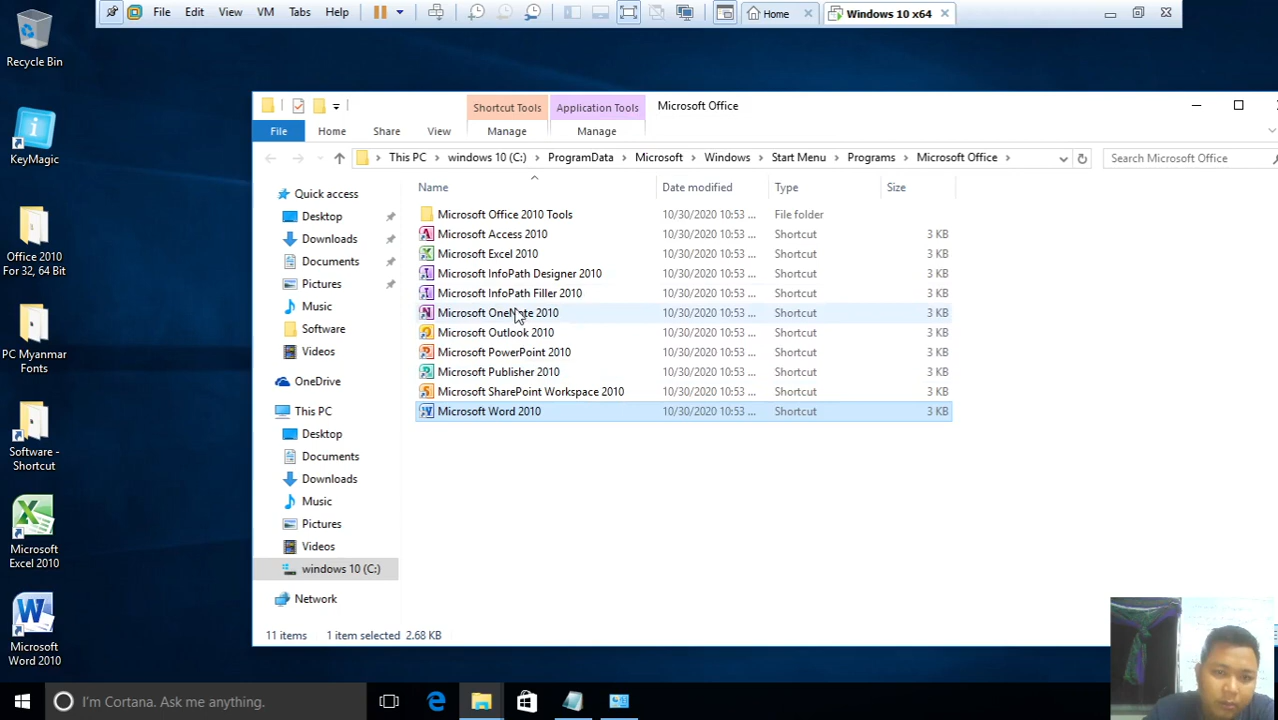 File Edit View VM Tabs Help Home Windows 10 x64
Recycle Bin
KeyMagic
Office 2010
For 32, 64 Bit
PC Myanmar
Fonts
Software -
Shortcut
Microsoft
Excel 2010
Microsoft
Word 2010
Shortcut Tools Application Tools Microsoft Office
File Home Share View Manage Manage
This PC windows 10 (C:) ProgramData Microsoft Windows Start Menu Programs Microsoft Office Search Microsoft Office
Quick access
Desktop
Downloads
Documents
Pictures
Music
Software
Videos
OneDrive
This PC
Desktop
Documents
Downloads
Music
Pictures
Videos
windows 10 (C:)
Network
Name Date modified Type Size
Microsoft Office 2010 Tools 10/30/2020 10:53 ... File folder
Microsoft Access 2010 10/30/2020 10:53 ... Shortcut 3 KB
Microsoft Excel 2010 10/30/2020 10:53 ... Shortcut 3 KB
Microsoft InfoPath Designer 2010 10/30/2020 10:53 ... Shortcut 3 KB
Microsoft InfoPath Filler 2010 10/30/2020 10:53 ... Shortcut 3 KB
Microsoft OneNote 2010 10/30/2020 10:53 ... Shortcut 3 KB
Microsoft Outlook 2010 10/30/2020 10:53 ... Shortcut 3 KB
Microsoft PowerPoint 2010 10/30/2020 10:53 ... Shortcut 3 KB
Microsoft Publisher 2010 10/30/2020 10:53 ... Shortcut 3 KB
Microsoft SharePoint Workspace 2010 10/30/2020 10:53 ... Shortcut 3 KB
Microsoft Word 2010 10/30/2020 10:53 ... Shortcut 3 KB
11 items 1 item selected 2.68 KB
I'm Cortana. Ask me anything.